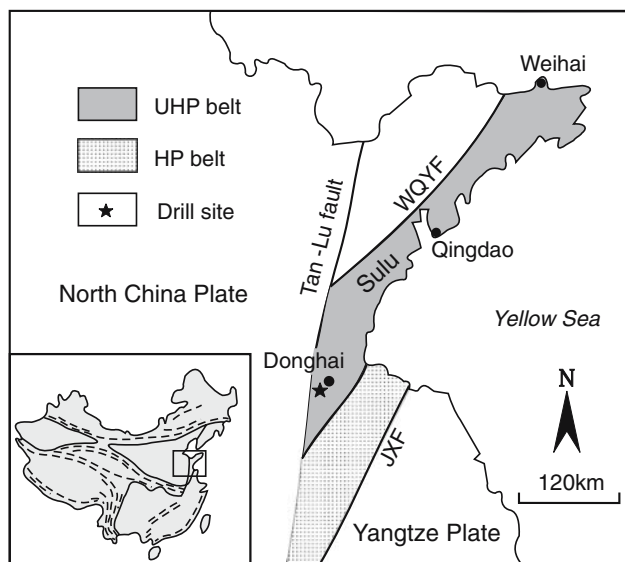 Weihai
UHP belt
HP belt
Drill site
WQYF
Tan-Lu fault
Qingdao
Sulu
North China Plate
Yellow Sea
Donghai
N
JXF
120km
Yangtze Plate